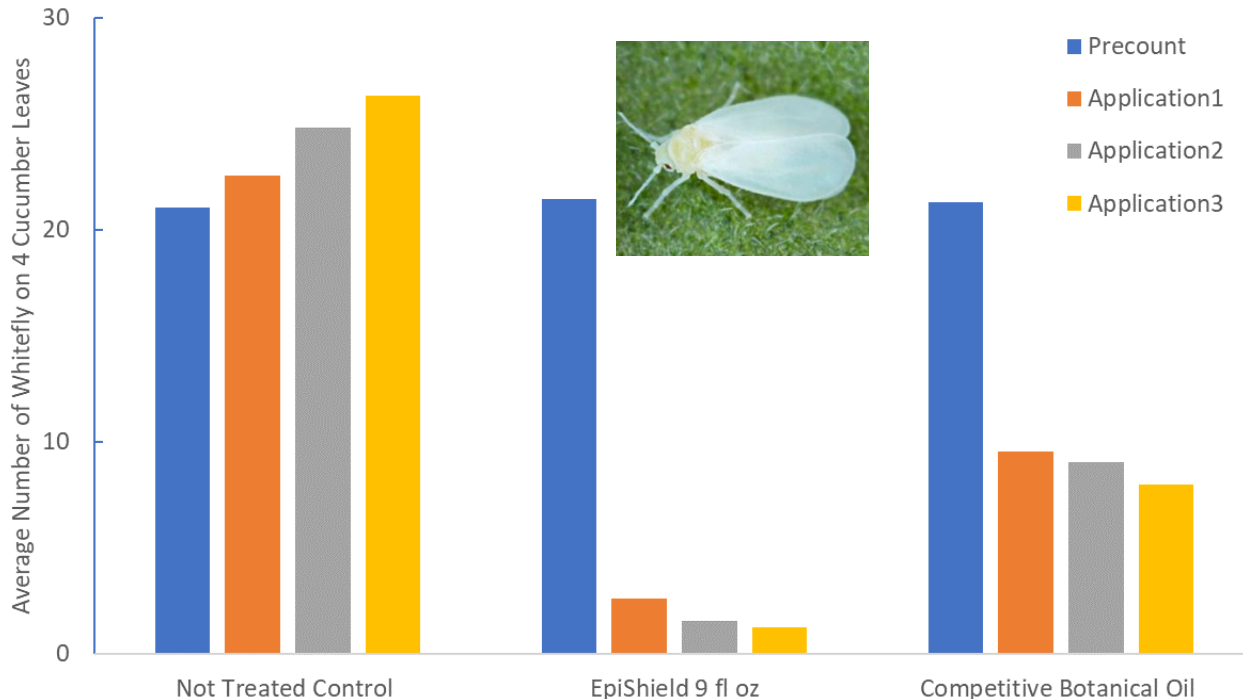 Average Number of Whitefly on 4 Cucumber Leaves
30
20
10
0
Precount
Application1
Application2
Application3
Not Treated Control
EpiShield 9 fl oz
Competitive Botanical Oil